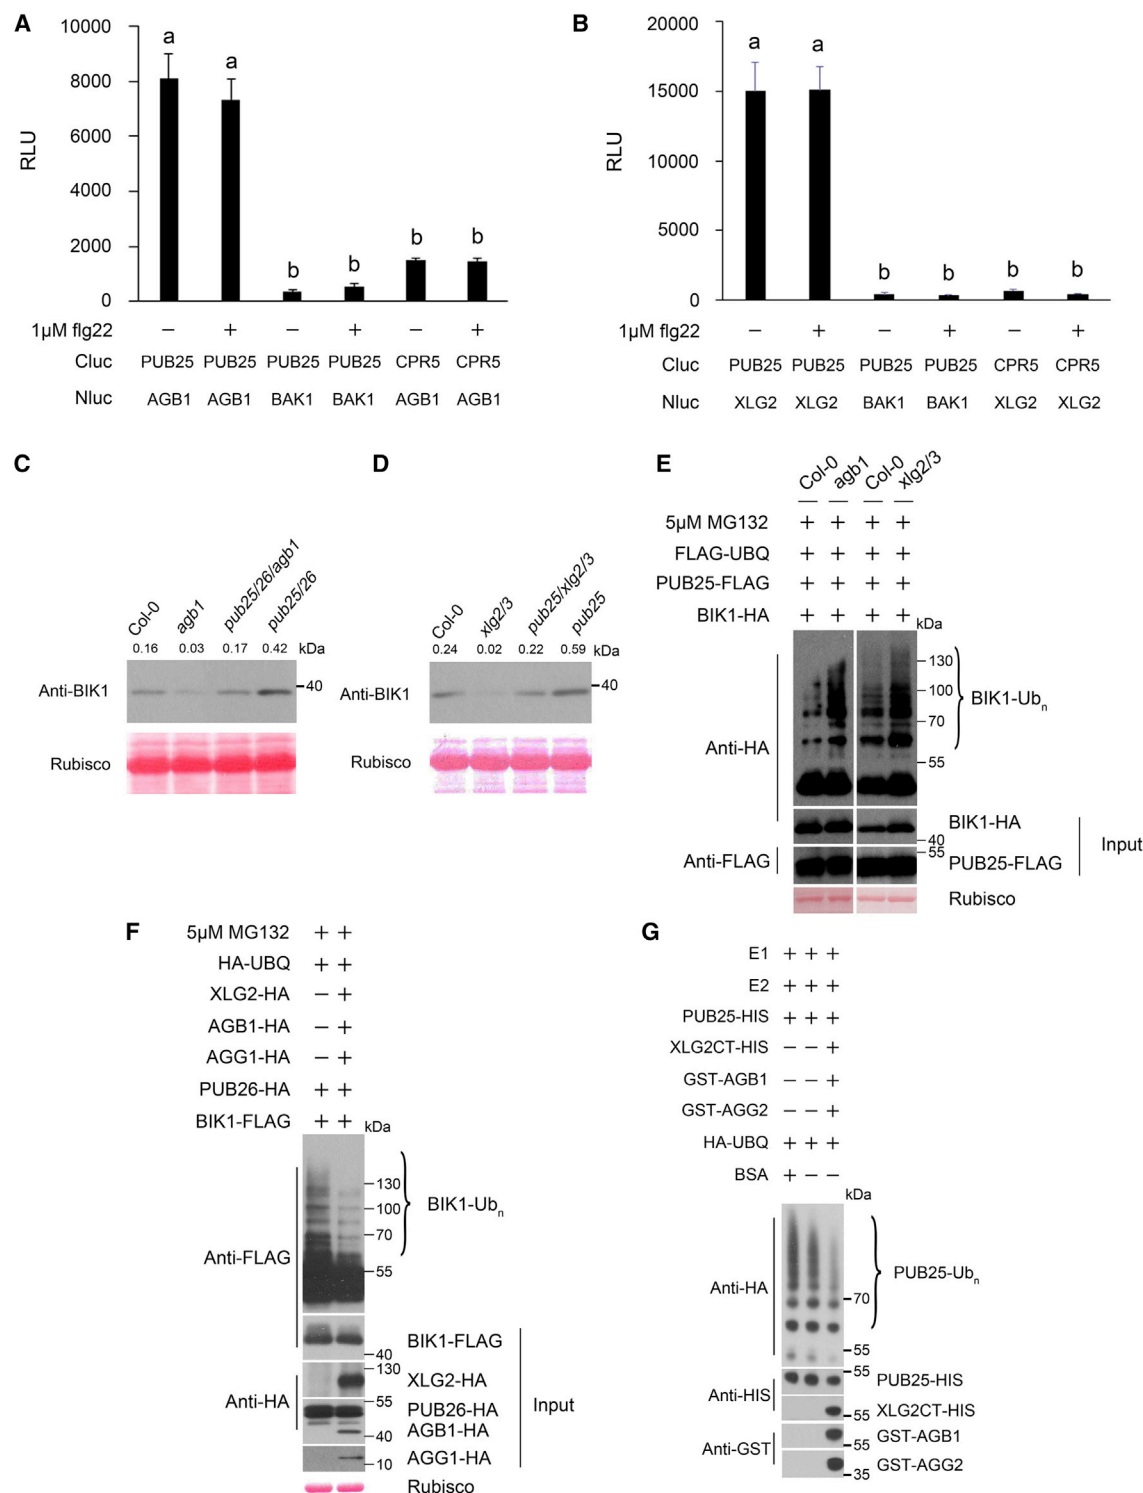 A
10000
8000
6000
4000
2000
0
RLU
a
a
b
b
b
b
1µM flg22 − + − + − +
Cluc PUB25 PUB25 PUB25 PUB25 CPR5 CPR5
Nluc AGB1 AGB1 BAK1 BAK1 AGB1 AGB1
B
20000
15000
10000
5000
0
RLU
a
a
b
b
b
b
1µM flg22 − + − + − +
Cluc PUB25 PUB25 PUB25 PUB25 CPR5 CPR5
Nluc XLG2 XLG2 BAK1 BAK1 XLG2 XLG2
C
Col-0 agb1 pub25/26/agb1 pub25/26
0.16 0.03 0.17 0.42 kDa
Anti-BIK1 40
Rubisco
D
Col-0 xlg2/3 pub25/xlg2/3 pub25
0.24 0.02 0.22 0.59 kDa
Anti-BIK1 40
Rubisco
E
Col-0 agb1 Col-0 xlg2/3
5µM MG132 + + + +
FLAG-UBQ + + + +
PUB25-FLAG + + + +
BIK1-HA + + + +
kDa
130
100
70
55
BIK1-Ubn
Anti-HA
BIK1-HA
40
55
Anti-FLAG
PUB25-FLAG
Input
Rubisco
F
5µM MG132 + +
HA-UBQ + +
XLG2-HA − +
AGB1-HA − +
AGG1-HA − +
PUB26-HA + +
BIK1-FLAG + +
kDa
130
100
70
55
BIK1-Ubn
Anti-FLAG
BIK1-FLAG
40
130
XLG2-HA
Anti-HA
55
PUB26-HA
AGB1-HA
40
AGG1-HA
10
Input
Rubisco
G
E1 + + +
E2 + + +
PUB25-HIS + + +
XLG2CT-HIS − − +
GST-AGB1 − − +
GST-AGG2 − − +
HA-UBQ + + +
BSA + − −
kDa
PUB25-Ubn
Anti-HA
70
55
55
Anti-HIS
PUB25-HIS
XLG2CT-HIS
55
Anti-GST
GST-AGB1
55
GST-AGG2
35